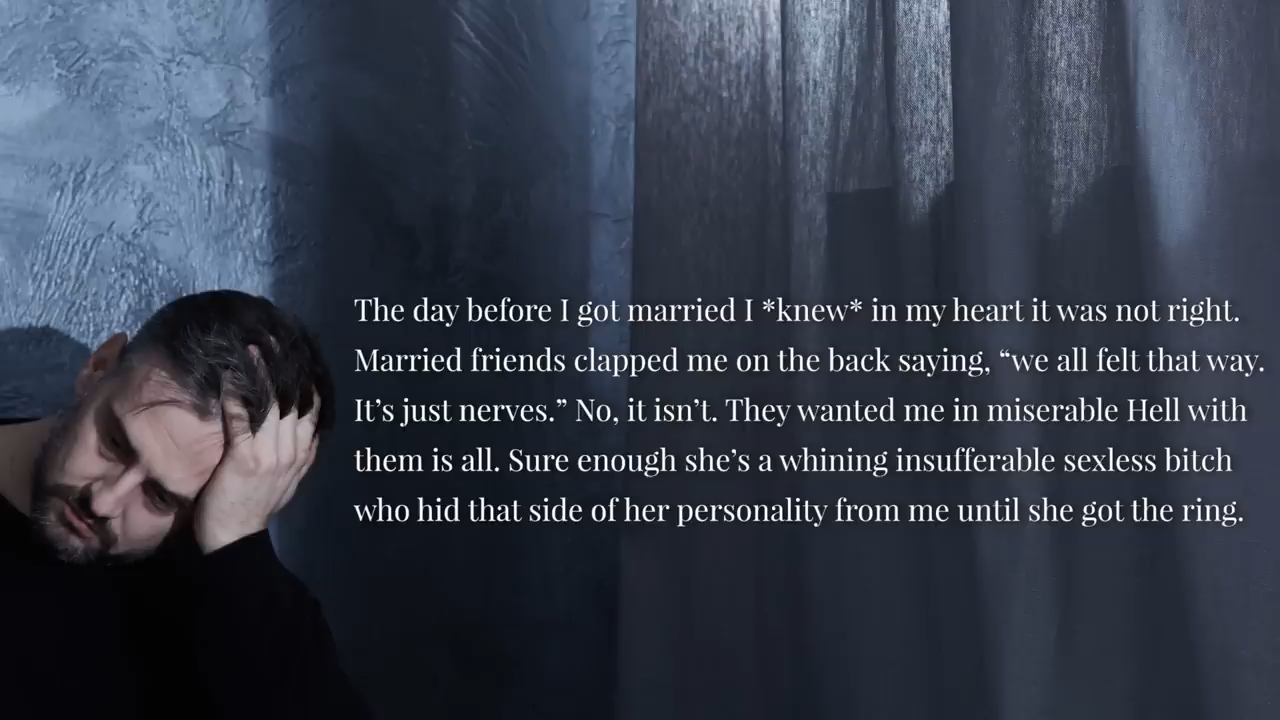 The day before I got married I *knew* in my heart it was not right.
Married friends clapped me on the back saying, “we all felt that way.
It’s just nerves.” No, it isn’t. They wanted me in miserable Hell with
them is all. Sure enough she’s a whining insufferable sexless bitch
who hid that side of her personality from me until she got the ring.